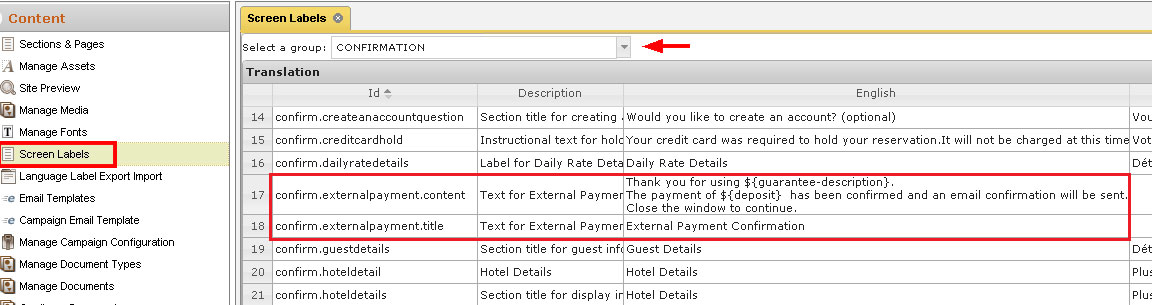 Content
Sections & Pages
Manage Assets
Site Preview
Manage Media
Manage Fonts
Screen Labels
Language Label Export Import
Email Templates
Campaign Email Template
Manage Campaign Configuration
Manage Document Types
Manage Documents
Screen Labels
Select a group: CONFIRMATION
Translation
Id Description English
14 confirm.createanaccountquestion Section title for creating Would you like to create an account? (optional) Vou
15 confirm.creditcardhold Instructional text for hold Your credit card was required to hold your reservation.It will not be charged at this time Vot
16 confirm.dailyratedetails Label for Daily Rate Deta Daily Rate Details Dét
17 confirm.externalpayment.content Text for External Paymen Thank you for using ${guarantee-description}.
The payment of ${deposit} has been confirmed and an email confirmation will be sent.
Close the window to continue.
18 confirm.externalpayment.title Text for External Paymen External Payment Confirmation
19 confirm.guestdetails Section title for guest info Guest Details Dét
20 confirm.hoteldetail Hotel Details Hotel Details Plus
21 confirm.hoteldetails Section title for display in Hotel Details Plus